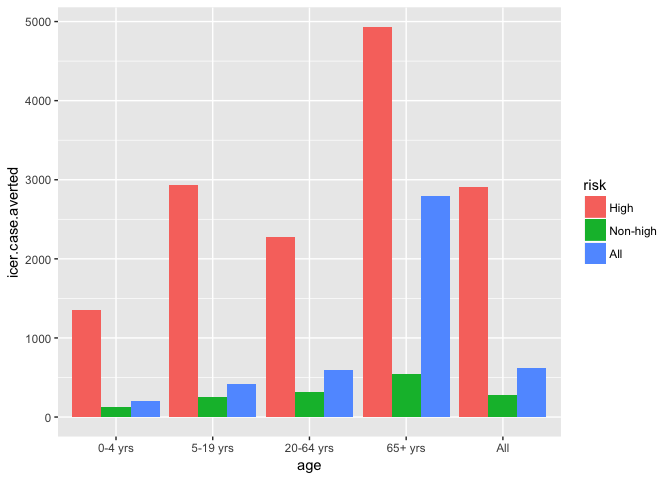 5000
4000
3000
2000
1000
0
icer.case.averted
0-4 yrs
5-19 yrs
20-64 yrs
65+ yrs
All
age
risk
High
Non-high
All